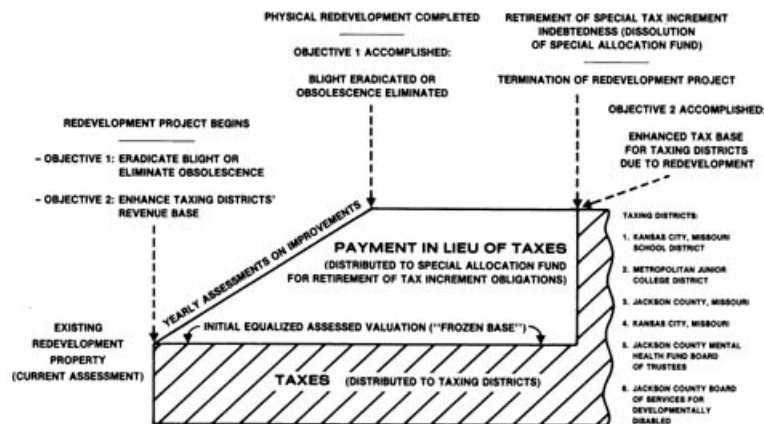 PHYSICAL REDEVELOPMENT COMPLETED
OBJECTIVE 1 ACCOMPLISHED:
BLIGHT ERADICATED OR
OBSOLESCENCE ELIMINATED
RETIREMENT OF SPECIAL TAX INCREMENT
INDEBTEDNESS (DISSOLUTION
OF SPECIAL ALLOCATION FUND)
TERMINATION OF REDEVELOPMENT PROJECT
OBJECTIVE 2 ACCOMPLISHED:
ENHANCED TAX BASE
FOR TAXING DISTRICTS
DUE TO REDEVELOPMENT
REDEVELOPMENT PROJECT BEGINS
– OBJECTIVE 1: ERADICATE BLIGHT OR
ELIMINATE OBSOLESCENCE
– OBJECTIVE 2: ENHANCE TAXING DISTRICTS'
REVENUE BASE
YEARLY ASSESSMENTS ON IMPROVEMENTS
PAYMENT IN LIEU OF TAXES
(DISTRIBUTED TO SPECIAL ALLOCATION FUND
FOR RETIREMENT OF TAX INCREMENT OBLIGATIONS)
INITIAL EQUALIZED ASSESSED VALUATION ("FROZEN BASE")
EXISTING
REDEVELOPMENT
PROPERTY
(CURRENT ASSESSMENT)
TAXES (DISTRIBUTED TO TAXING DISTRICTS)
TAXING DISTRICTS:
1. KANSAS CITY, MISSOURI
SCHOOL DISTRICT
2. METROPOLITAN JUNIOR
COLLEGE DISTRICT
3. JACKSON COUNTY, MISSOURI
4. KANSAS CITY, MISSOURI
5. JACKSON COUNTY MENTAL
HEALTH FUND BOARD
OF TRUSTEES
6. JACKSON COUNTY BOARD
OF SERVICES FOR
DEVELOPMENTALLY
DISABLED